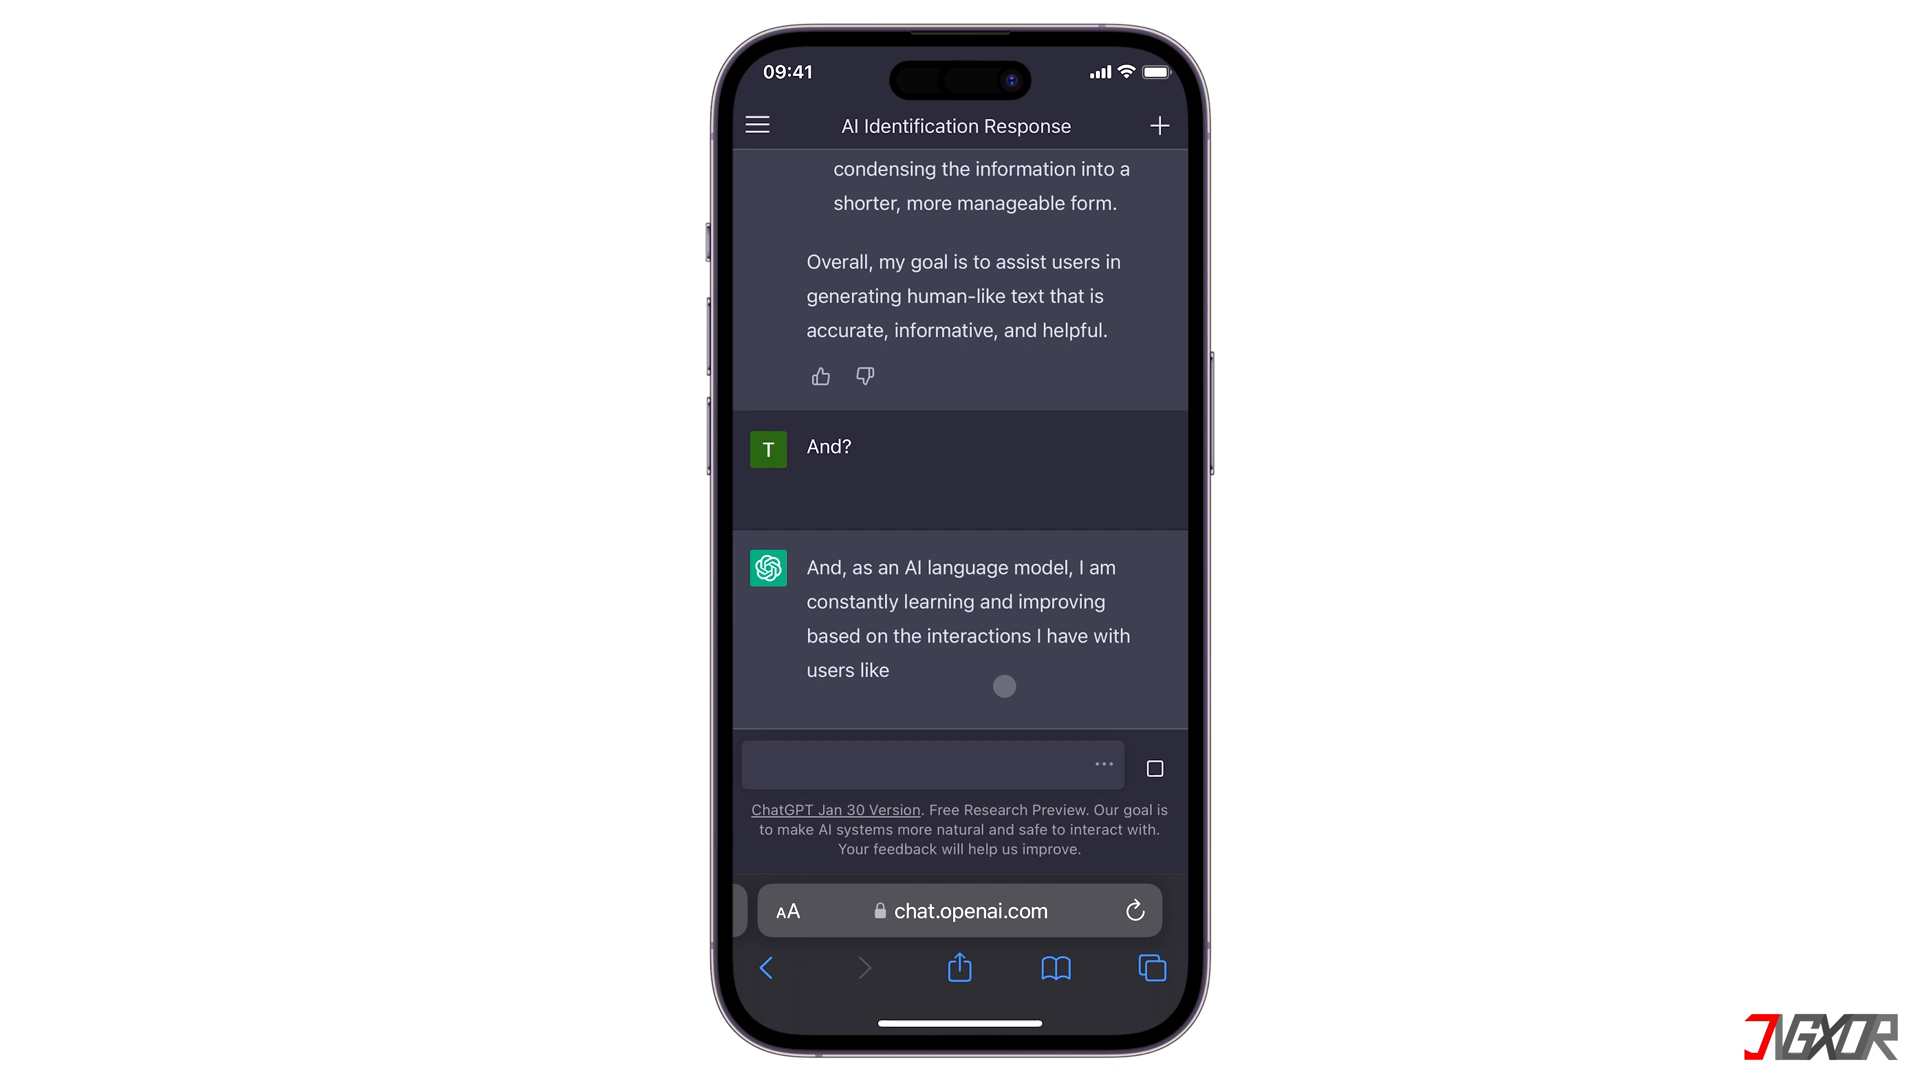 09:41
AI Identification Response
condensing the information into a
shorter, more manageable form.
Overall, my goal is to assist users in
generating human-like text that is
accurate, informative, and helpful.
T
And?
And, as an AI language model, I am
constantly learning and improving
based on the interactions I have with
users like
ChatGPT Jan 30 Version. Free Research Preview. Our goal is
to make AI systems more natural and safe to interact with.
Your feedback will help us improve.
AA
chat.openai.com
JVGXOR